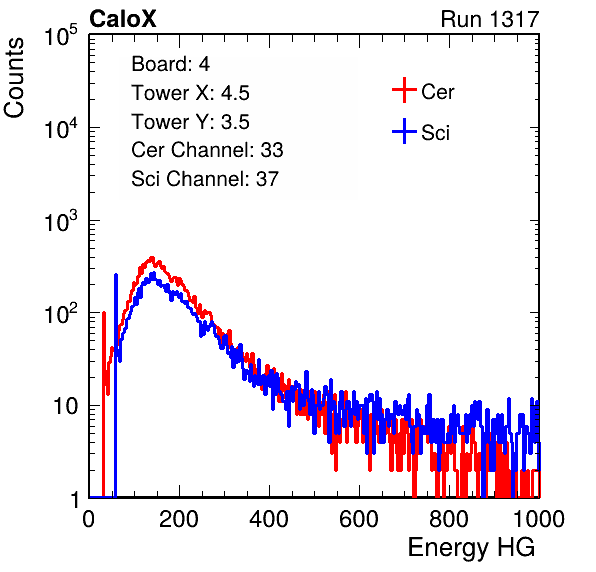 CaloX Run 1317
Counts
Board: 4
Tower X: 4.5
Tower Y: 3.5
Cer Channel: 33
Sci Channel: 37
Cer
Sci
10^5
10^4
10^3
10^2
10
1
0 200 400 600 800 1000
Energy HG